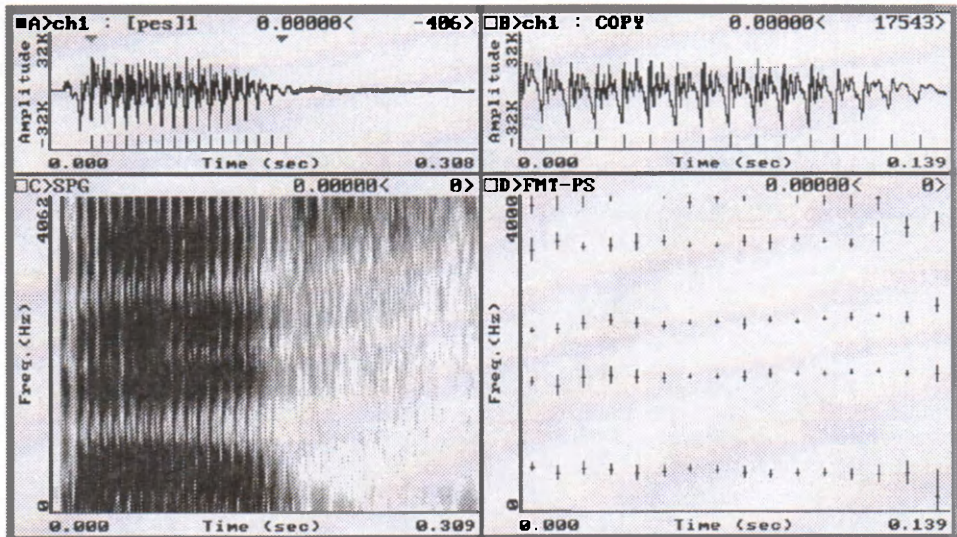 ■A>ch1 : [pes]1 0.00000< -406>
32K
Amplitude
-32K
0.000 Time (sec) 0.308
□B>ch1 : COPY 0.00000< 17543>
32K
Amplitude
-32K
0.000 Time (sec) 0.139
□C>SPG 0.00000< 0>
4062
Freq.(Hz)
0
0.000 Time (sec) 0.309
□D>FMT-PS 0.00000< 0>
4000
Freq.(Hz)
0
0.000 Time (sec) 0.139